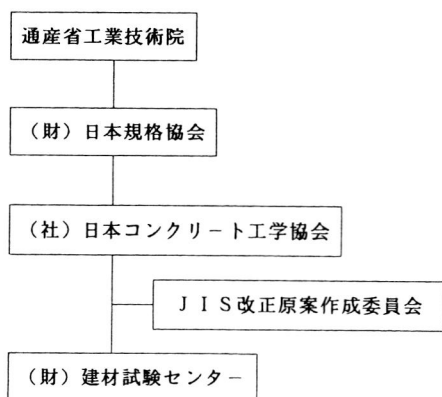 通産省工業技術院
（財）日本規格協会
（社）日本コンクリート工学協会
ＪＩＳ改正原案作成委員会
（財）建材試験センター